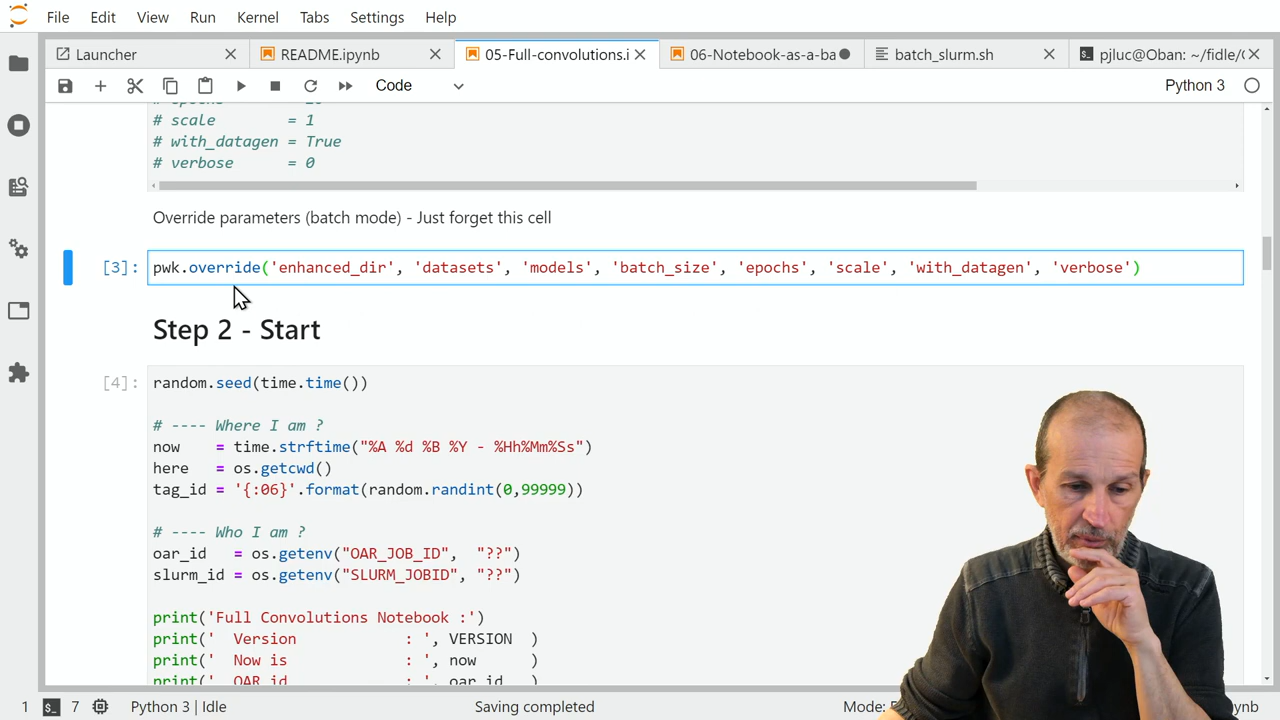 File Edit View Run Kernel Tabs Settings Help
Launcher README.ipynb 05-Full-convolutions.i 06-Notebook-as-a-ba batch_slurm.sh pjluc@Oban: ~/fidle/
Code Python 3
# scale = 1
# with_datagen = True
# verbose = 0
Override parameters (batch mode) - Just forget this cell
[3]: pwk.override('enhanced_dir', 'datasets', 'models', 'batch_size', 'epochs', 'scale', 'with_datagen', 'verbose')
Step 2 - Start
[4]: random.seed(time.time())
# ---- Where I am ?
now = time.strftime("%A %d %B %Y - %Hh%Mm%Ss")
here = os.getcwd()
tag_id = '{:06}'.format(random.randint(0,99999))
# ---- Who I am ?
oar_id = os.getenv("OAR_JOB_ID", "??")
slurm_id = os.getenv("SLURM_JOBID", "??")
print('Full Convolutions Notebook :')
print(' Version : ', VERSION )
print(' Now is : ', now )
print(' OAR id : ', oar_id )
1 $_ 7 Python 3 | Idle Saving completed Mode: